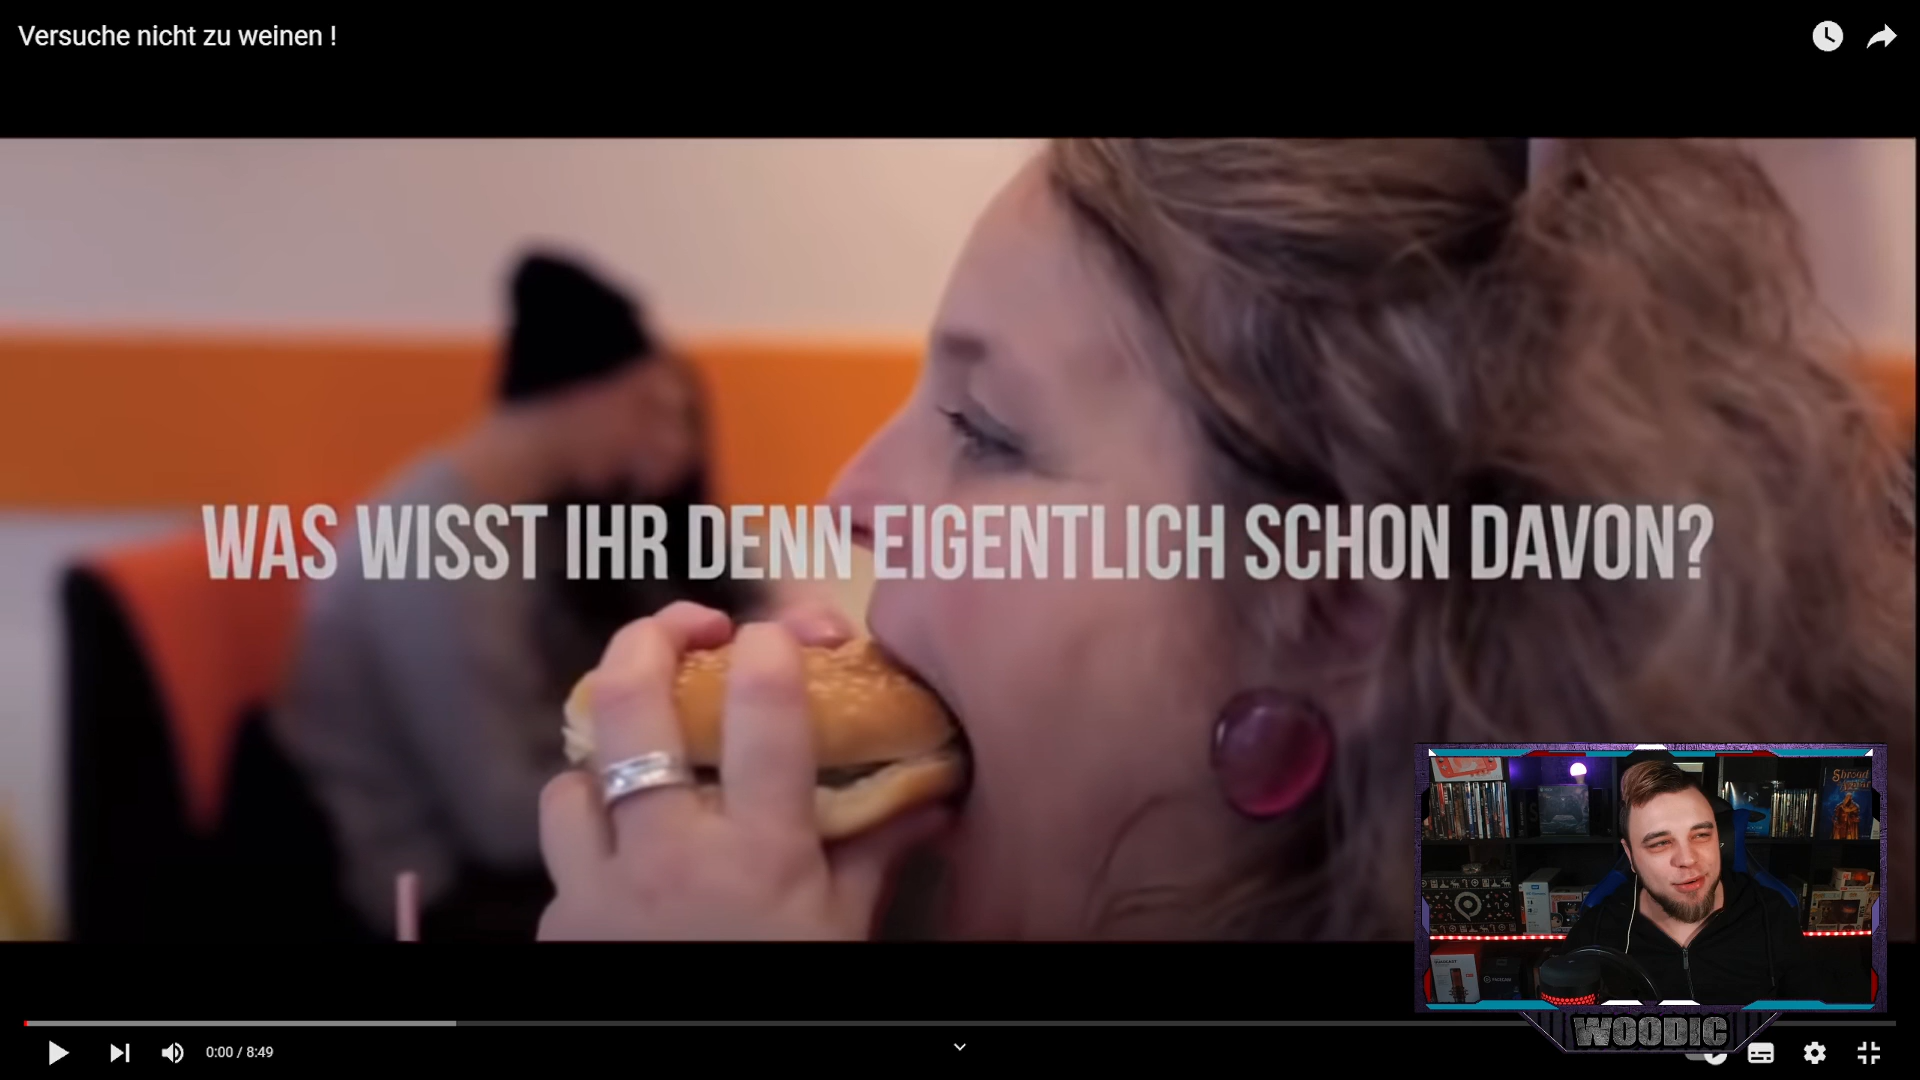 Versuche nicht zu weinen !
WAS WISST IHR DENN EIGENTLICH SCHON DAVON?
0:00 / 8:49
WOODIC